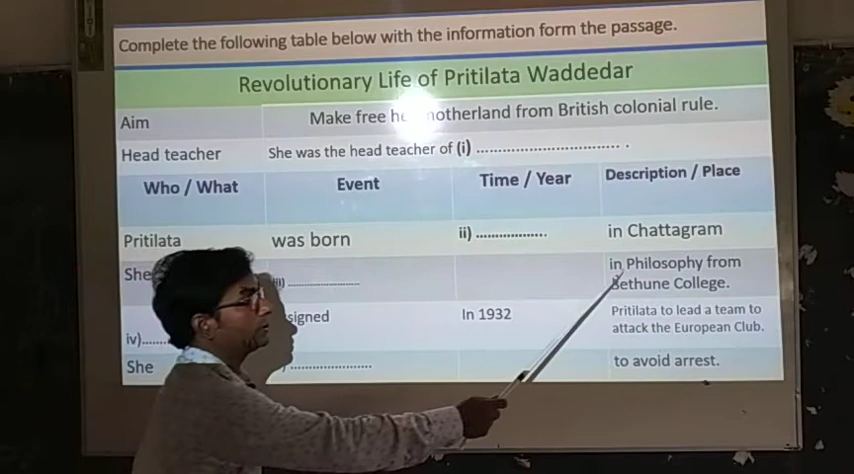 Complete the following table below with the information form the passage.
Revolutionary Life of Pritilata Waddedar
Aim Make free motherland from British colonial rule.
Head teacher She was the head teacher of (i) ................................. .
Who / What Event Time / Year Description / Place
Pritilata was born ii) .................. in Chattagram
She iii) .................... in Philosophy from
Bethune College.
iv)....... signed In 1932 Pritilata to lead a team to
attack the European Club.
She ...................... to avoid arrest.